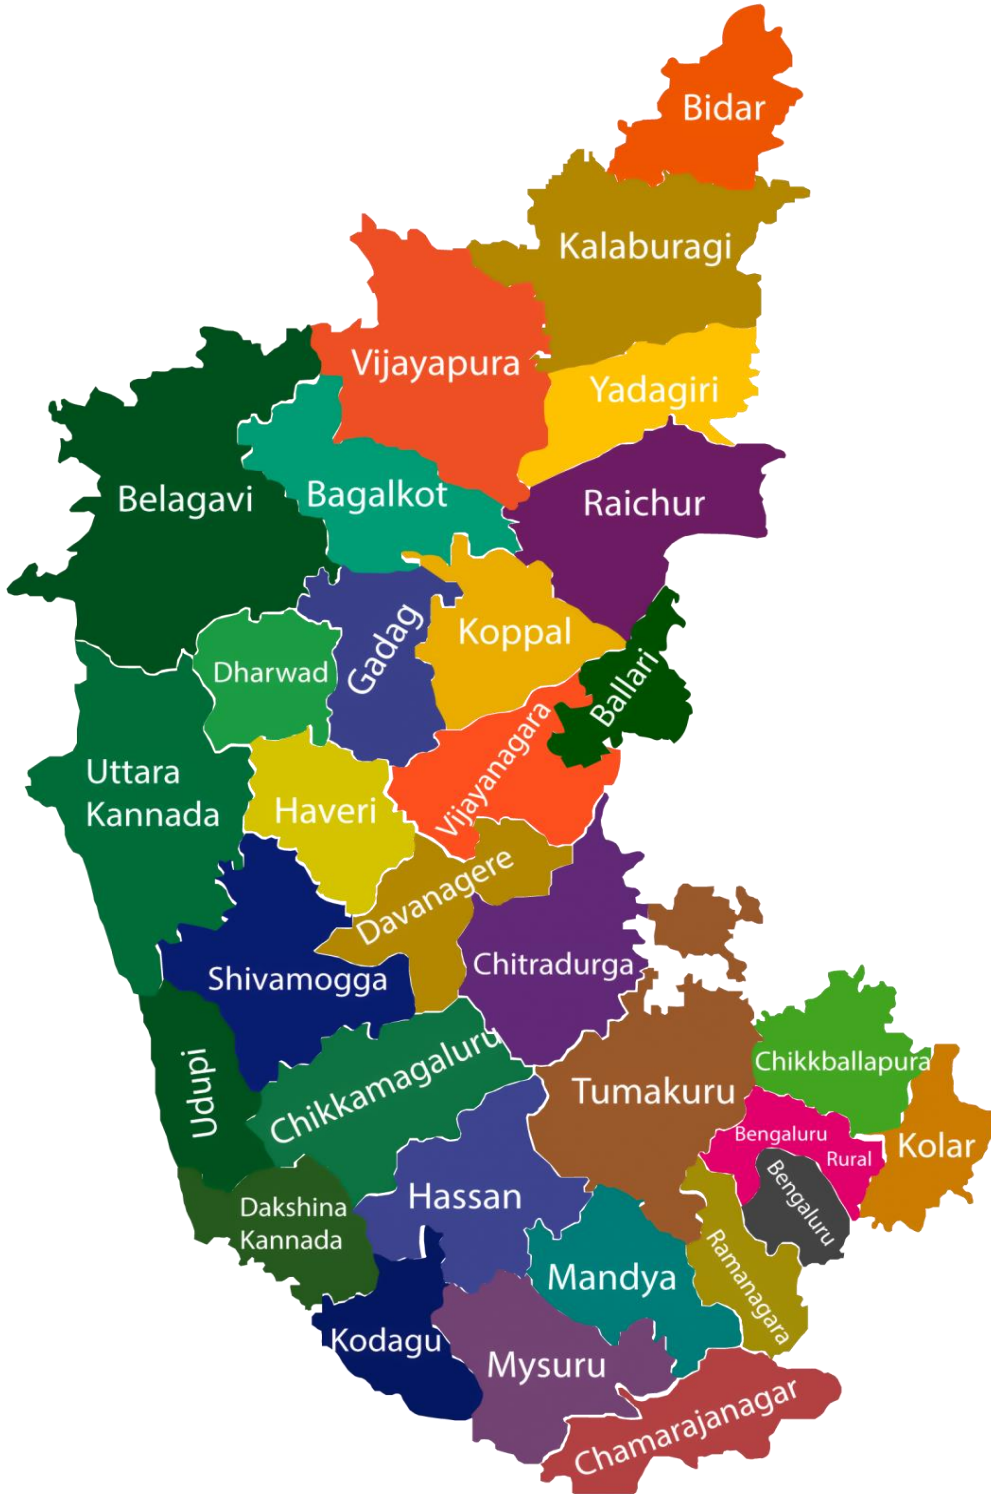 Bidar
Kalaburagi
Vijayapura
Yadagiri
Belagavi
Bagalkot
Raichur
Gadag
Koppal
Dharwad
Ballari
Uttara
Kannada
Haveri
Vijayanagara
Davanagere
Shivamogga
Chitradurga
Udupi
Chikkamagaluru
Tumakuru
Chikkballapura
Bengaluru
Rural
Kolar
Dakshina
Kannada
Hassan
Bengaluru
Mandya
Ramanagara
Kodagu
Mysuru
Chamarajanagar